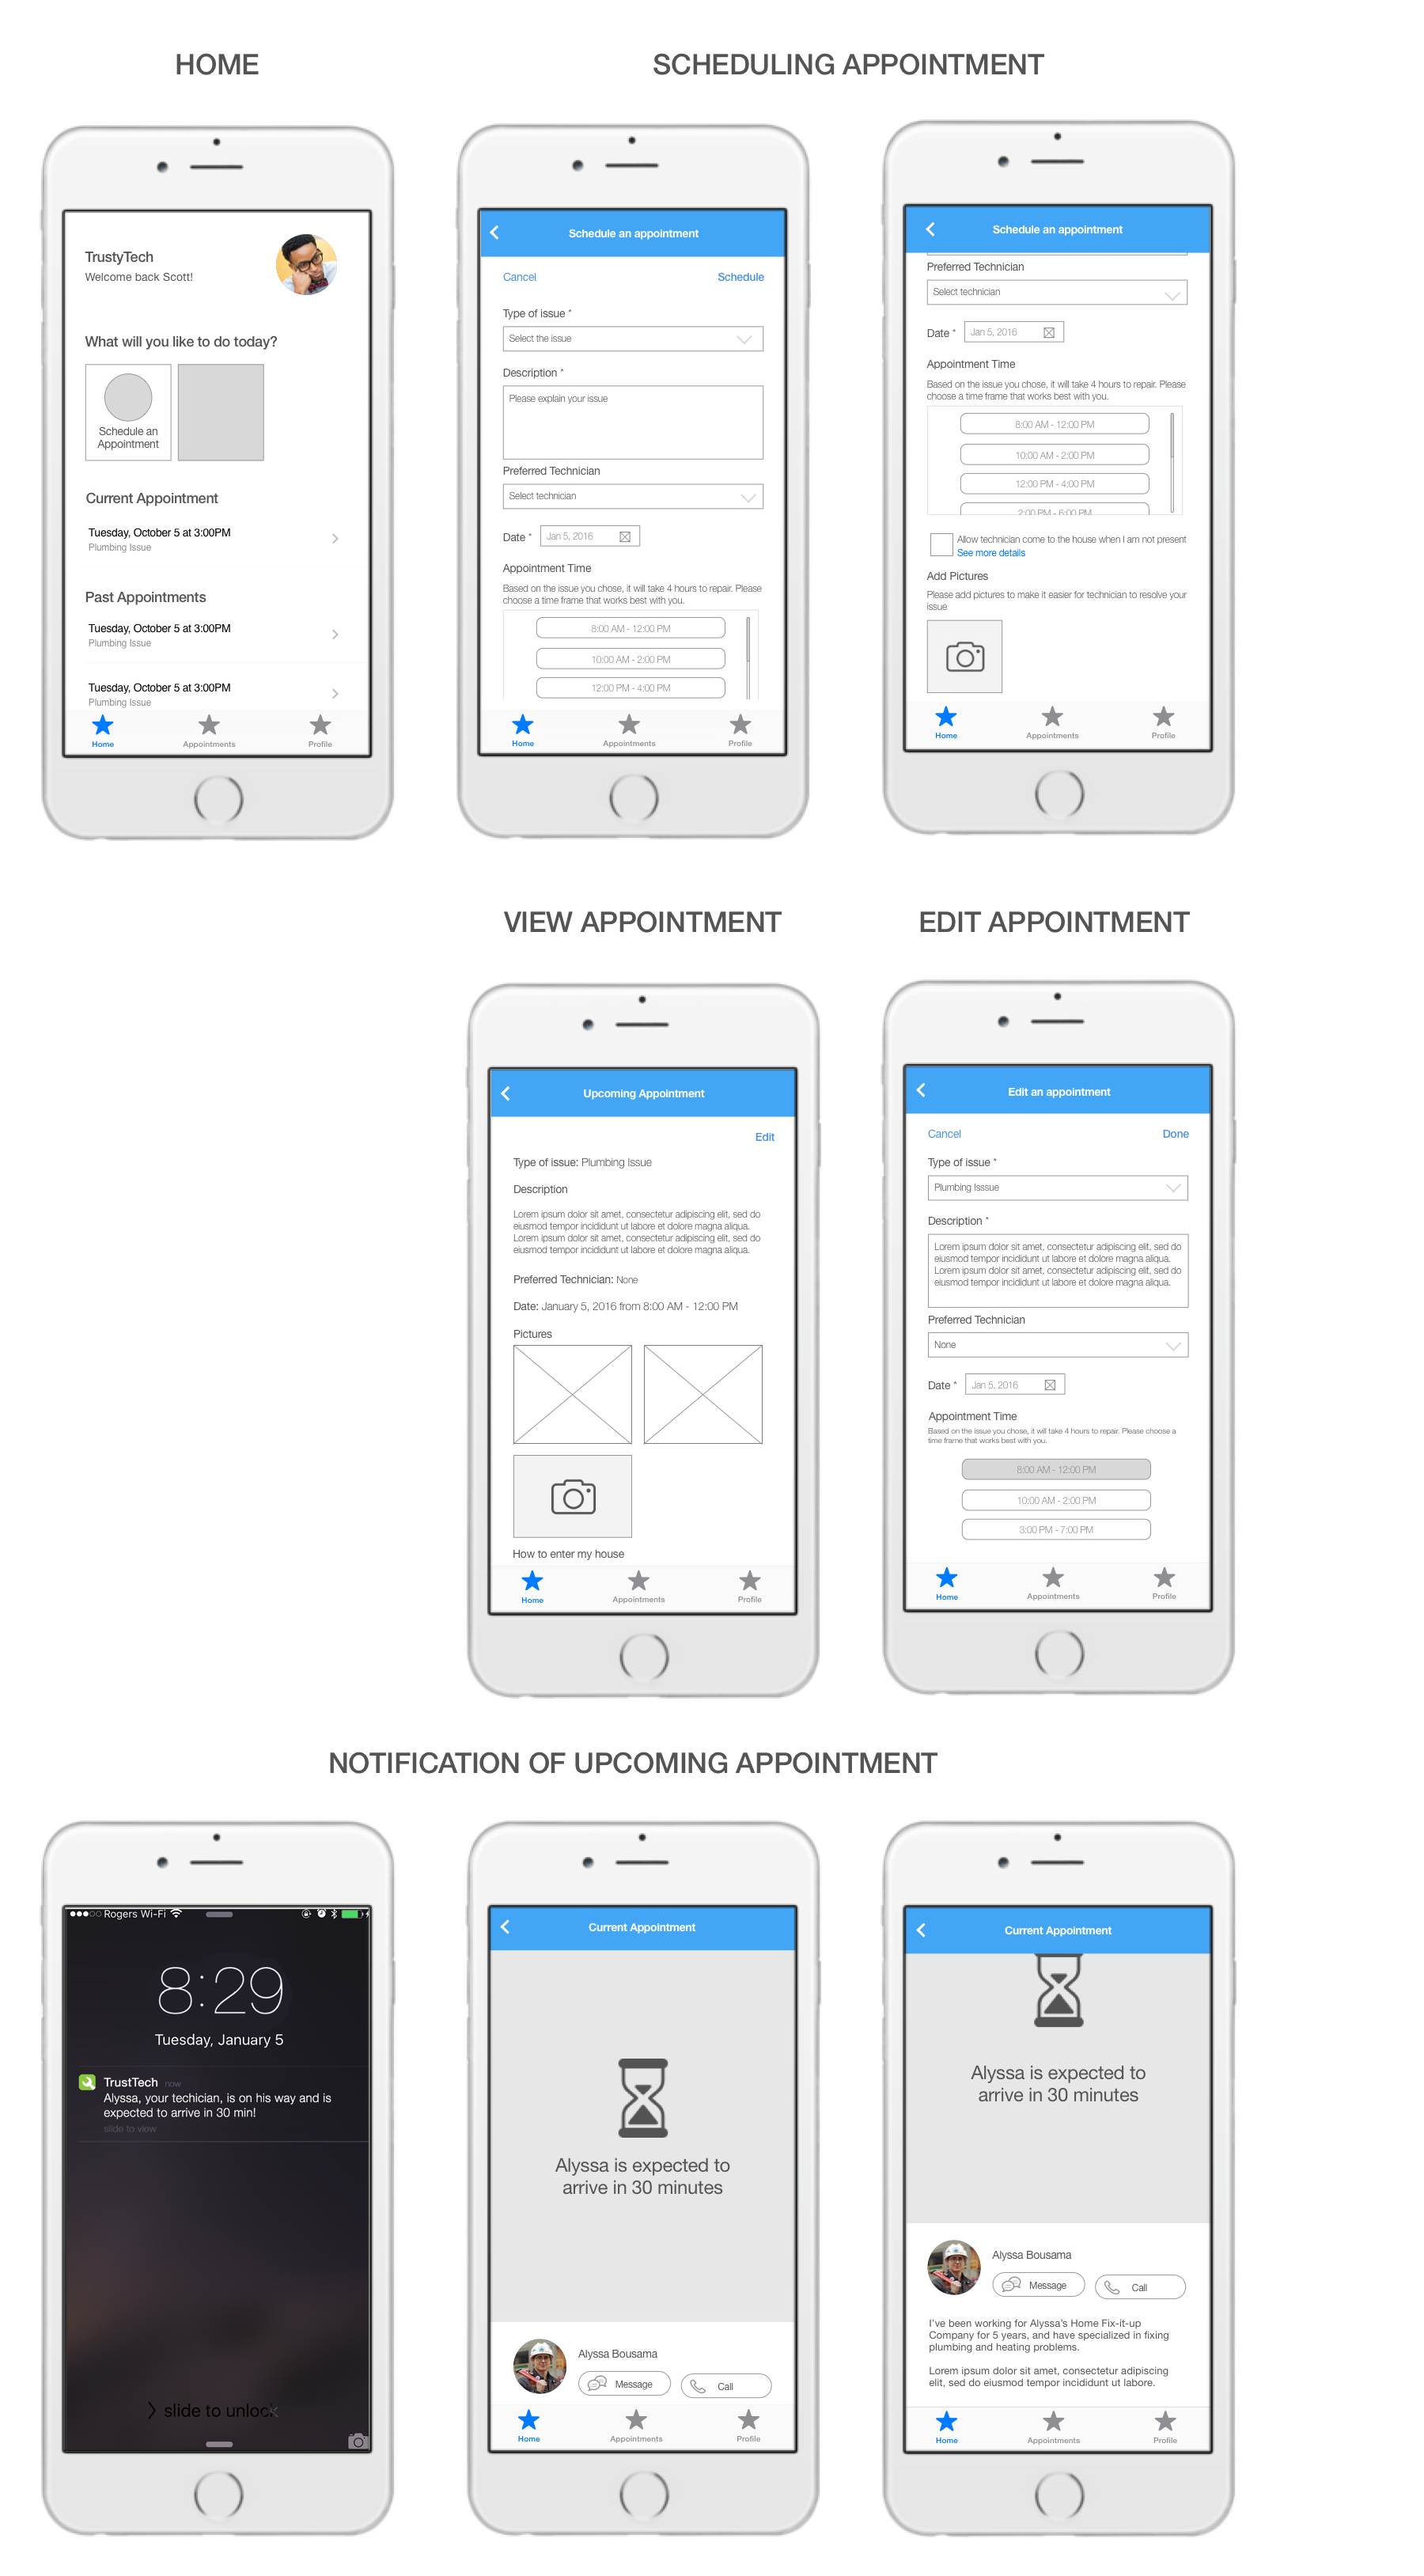 HOME
SCHEDULING APPOINTMENT
TrustyTech
Welcome back Scott!
What will you like to do today?
Schedule an
Appointment
Current Appointment
Tuesday, October 5 at 3:00PM
Plumbing Issue
Past Appointments
Tuesday, October 5 at 3:00PM
Plumbing Issue
Tuesday, October 5 at 3:00PM
Plumbing Issue
Home Appointments Profile
Schedule an appointment
Cancel Schedule
Type of issue *
Select the issue
Description *
Please explain your issue
Preferred Technician
Select technician
Date * Jan 5, 2016
Appointment Time
Based on the issue you chose, it will take 4 hours to repair. Please
choose a time frame that works best with you.
8:00 AM - 12:00 PM
10:00 AM - 2:00 PM
12:00 PM - 4:00 PM
Home Appointments Profile
Schedule an appointment
Preferred Technician
Select technician
Date * Jan 5, 2016
Appointment Time
Based on the issue you chose, it will take 4 hours to repair. Please
choose a time frame that works best with you.
8:00 AM - 12:00 PM
10:00 AM - 2:00 PM
12:00 PM - 4:00 PM
2:00 PM - 6:00 PM
Allow technician come to the house when I am not present
See more details
Add Pictures
Please add pictures to make it easier for technician to resolve your
issue
Home Appointments Profile
VIEW APPOINTMENT
EDIT APPOINTMENT
Upcoming Appointment
Edit
Type of issue: Plumbing Issue
Description
Lorem ipsum dolor sit amet, consectetur adipiscing elit, sed do
eiusmod tempor incididunt ut labore et dolore magna aliqua.
Lorem ipsum dolor sit amet, consectetur adipiscing elit, sed do
eiusmod tempor incididunt ut labore et dolore magna aliqua.
Preferred Technician: None
Date: January 5, 2016 from 8:00 AM - 12:00 PM
Pictures
How to enter my house
Home Appointments Profile
Edit an appointment
Cancel Done
Type of issue *
Plumbing Isssue
Description *
Lorem ipsum dolor sit amet, consectetur adipiscing elit, sed do
eiusmod tempor incididunt ut labore et dolore magna aliqua.
Lorem ipsum dolor sit amet, consectetur adipiscing elit, sed do
eiusmod tempor incididunt ut labore et dolore magna aliqua.
Preferred Technician
None
Date * Jan 5, 2016
Appointment Time
Based on the issue you chose, it will take 4 hours to repair. Please choose a
time frame that works best with you.
8:00 AM - 12:00 PM
10:00 AM - 2:00 PM
3:00 PM - 7:00 PM
Home Appointments Profile
NOTIFICATION OF UPCOMING APPOINTMENT
Rogers Wi-Fi
8:29
Tuesday, January 5
TrustTech now
Alyssa, your techician, is on his way and is
expected to arrive in 30 min!
slide to view
slide to unlock
Current Appointment
Alyssa is expected to
arrive in 30 minutes
Alyssa Bousama
Message Call
Home Appointments Profile
Current Appointment
Alyssa is expected to
arrive in 30 minutes
Alyssa Bousama
Message Call
I've been working for Alyssa's Home Fix-it-up
Company for 5 years, and have specialized in fixing
plumbing and heating problems.
Lorem ipsum dolor sit amet, consectetur adipiscing
elit, sed do eiusmod tempor incididunt ut labore.
Home Appointments Profile